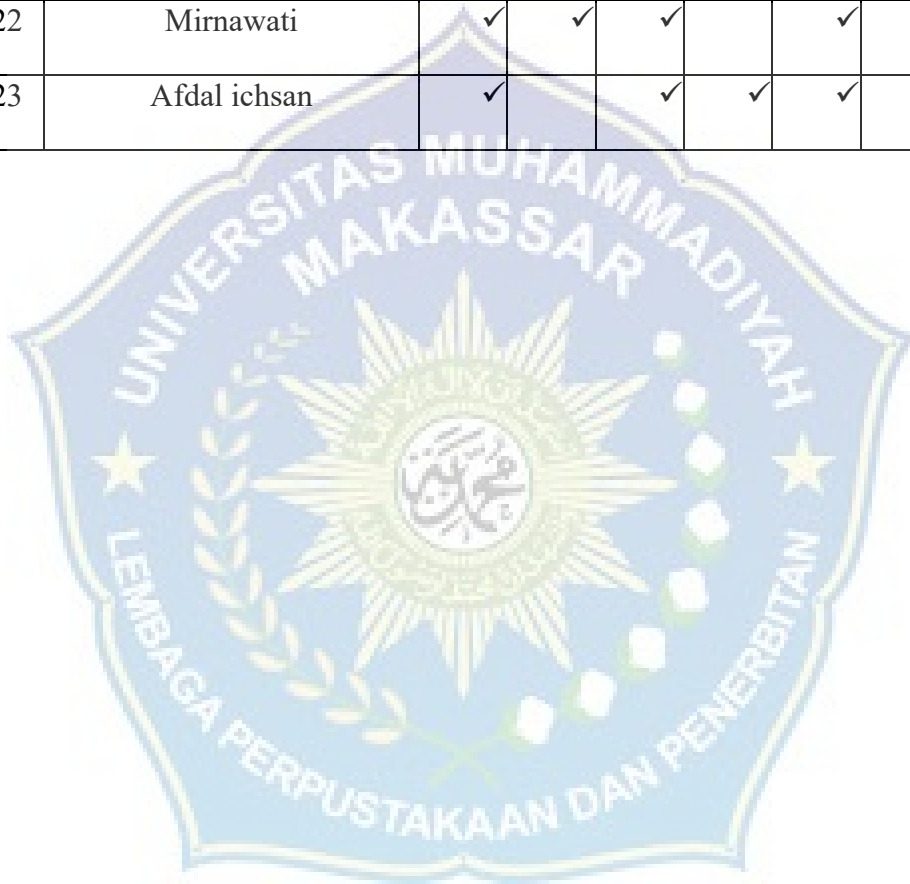 22 Mirnawati ✓ ✓ ✓ ✓
23 Afdal ichsan ✓ ✓ ✓ ✓
UNIVERSITAS MUHAMMADIYAH
MAKASSAR
LEMBAGA PERPUSTAKAAN DAN PENERBITAN